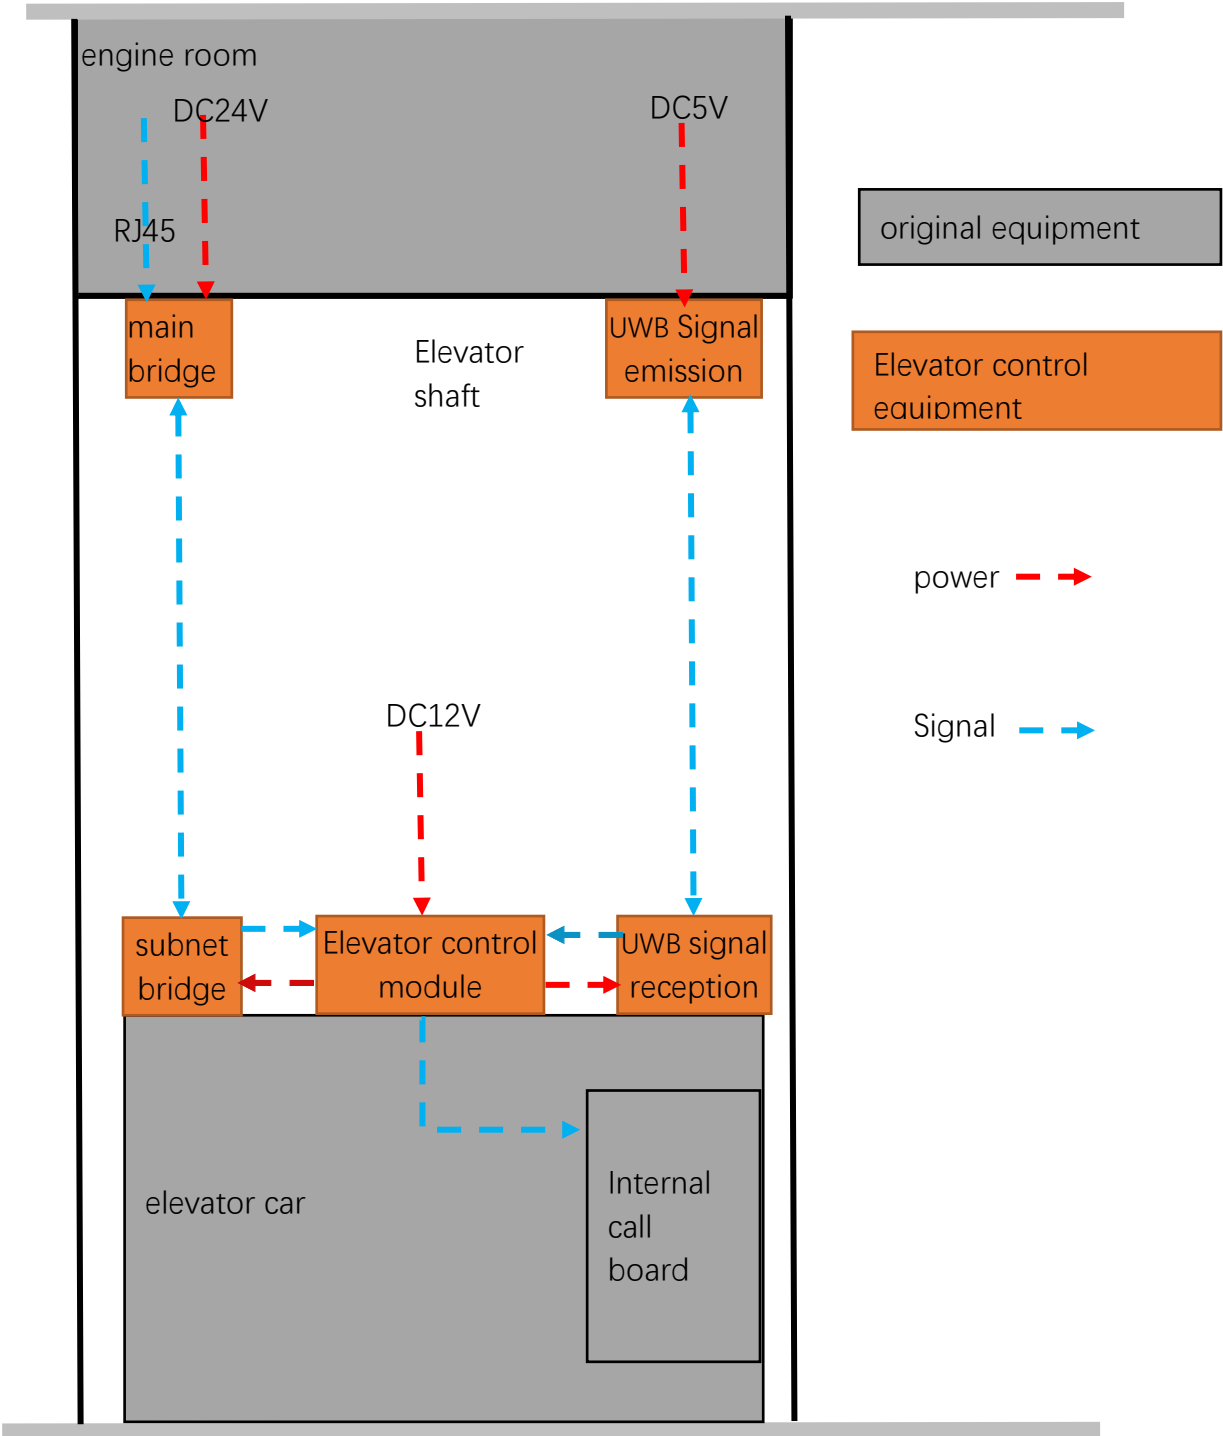 engine room
DC24V
DC5V
RJ45
original equipment
main
bridge
Elevator
shaft
UWB Signal
emission
Elevator control
equipment
power
Signal
DC12V
subnet
bridge
Elevator control
module
UWB signal
reception
elevator car
Internal
call
board